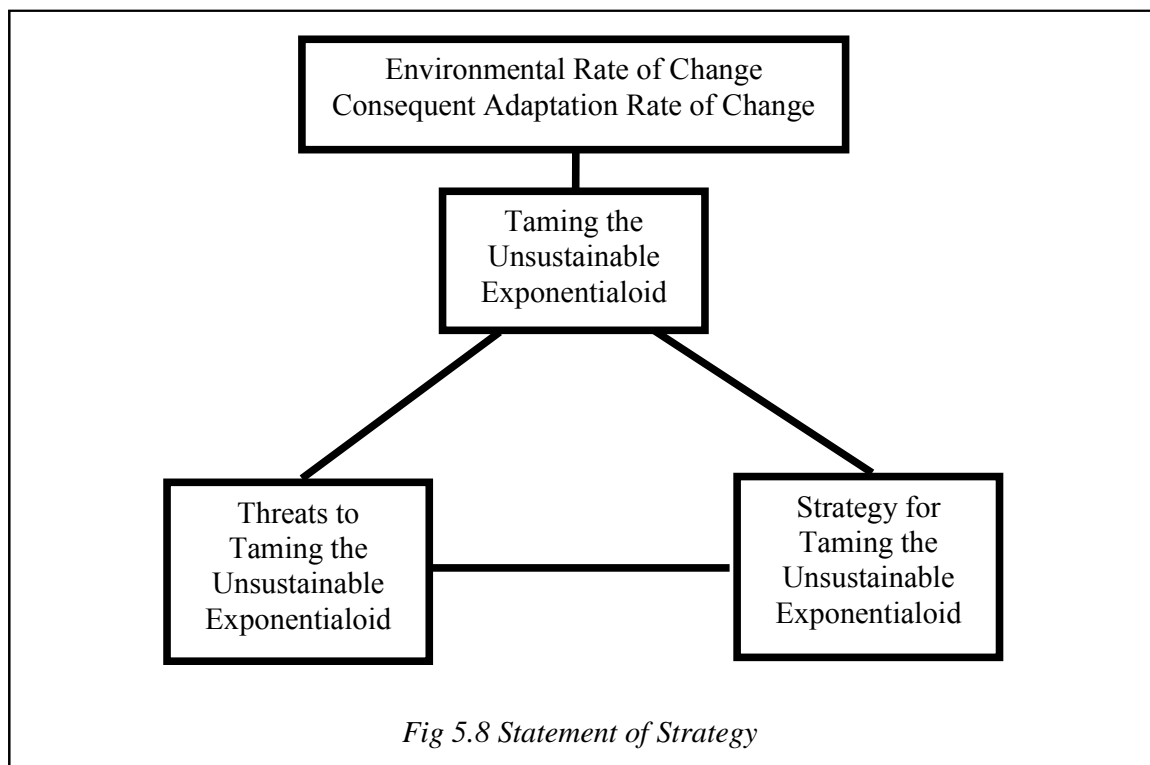 Environmental Rate of Change
Consequent Adaptation Rate of Change
Taming the
Unsustainable
Exponentialoid
Threats to
Taming the
Unsustainable
Exponentialoid
Strategy for
Taming the
Unsustainable
Exponentialoid
Fig 5.8 Statement of Strategy